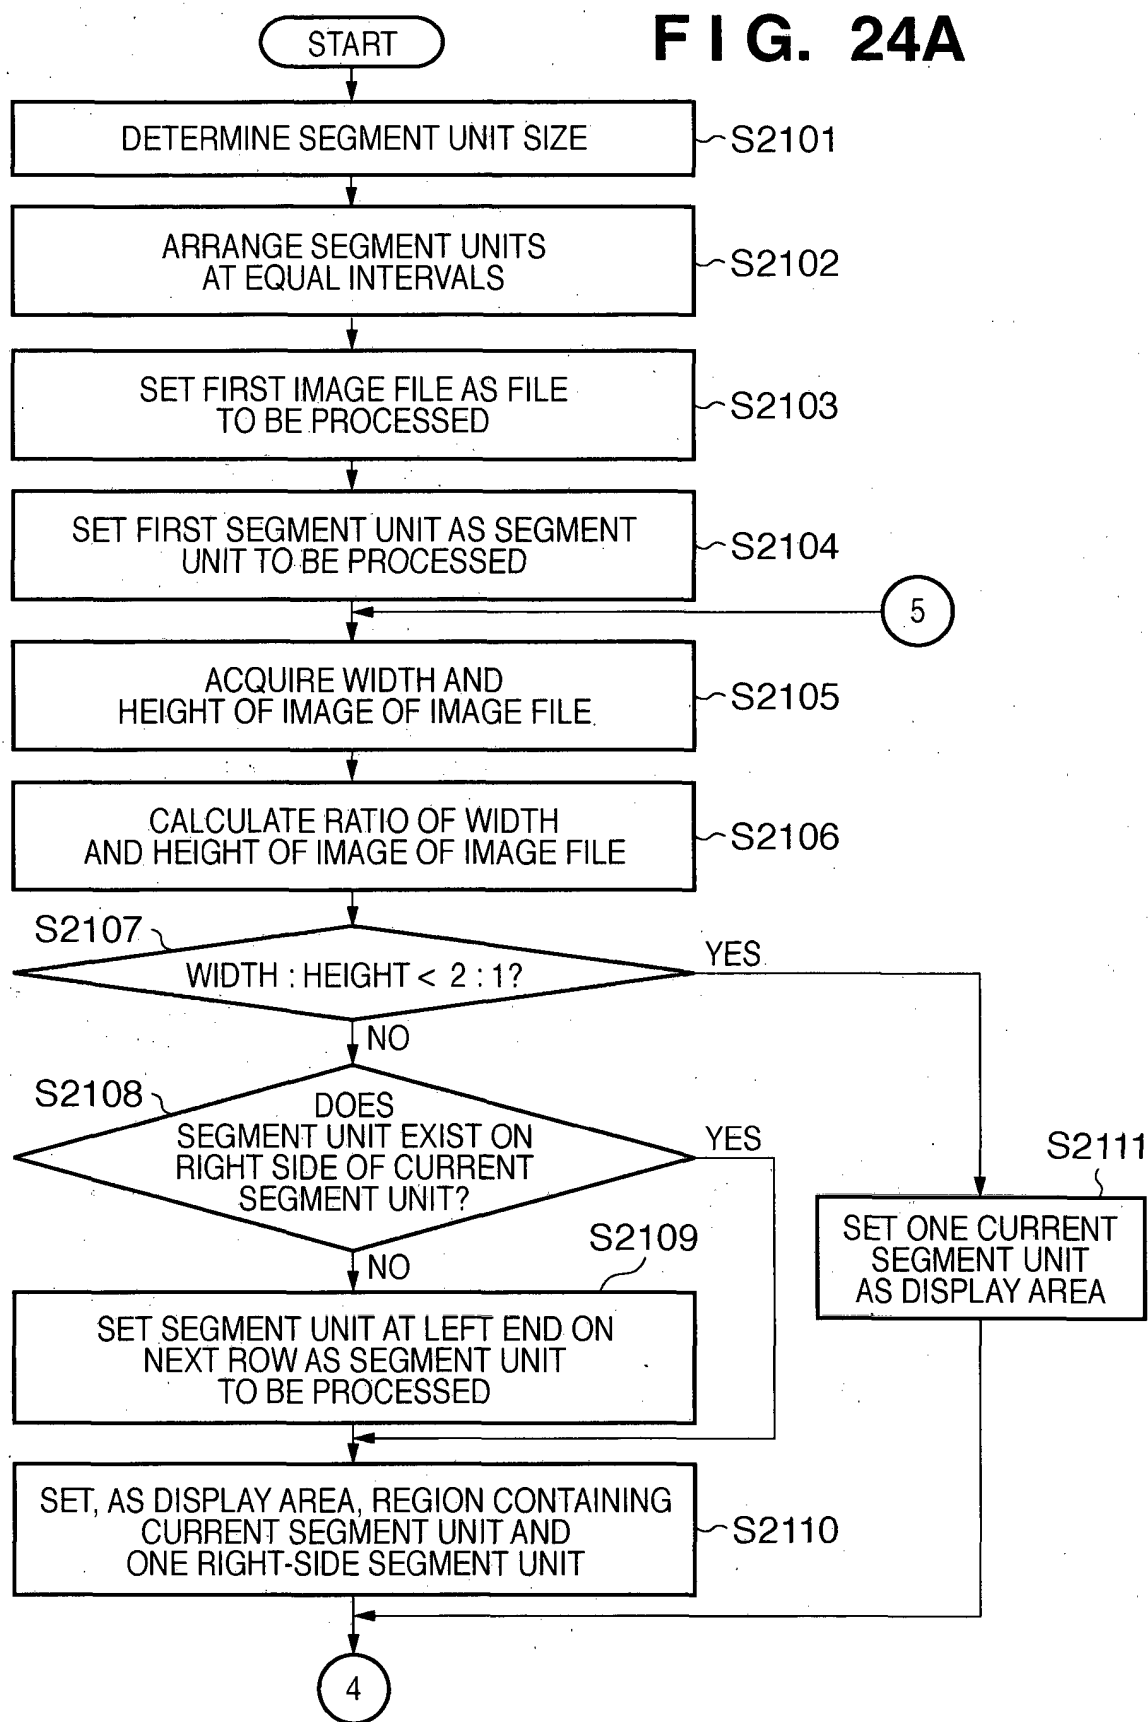 FIG. 24A
START
DETERMINE SEGMENT UNIT SIZE
S2101
ARRANGE SEGMENT UNITS
AT EQUAL INTERVALS
S2102
SET FIRST IMAGE FILE AS FILE
TO BE PROCESSED
S2103
SET FIRST SEGMENT UNIT AS SEGMENT
UNIT TO BE PROCESSED
S2104
5
ACQUIRE WIDTH AND
HEIGHT OF IMAGE OF IMAGE FILE
S2105
CALCULATE RATIO OF WIDTH
AND HEIGHT OF IMAGE OF IMAGE FILE
S2106
S2107
WIDTH : HEIGHT < 2 : 1?
YES
NO
S2108
DOES
SEGMENT UNIT EXIST ON
RIGHT SIDE OF CURRENT
SEGMENT UNIT?
YES
NO
S2111
SET ONE CURRENT
SEGMENT UNIT
AS DISPLAY AREA
S2109
SET SEGMENT UNIT AT LEFT END ON
NEXT ROW AS SEGMENT UNIT
TO BE PROCESSED
SET, AS DISPLAY AREA, REGION CONTAINING
CURRENT SEGMENT UNIT AND
ONE RIGHT-SIDE SEGMENT UNIT
S2110
4